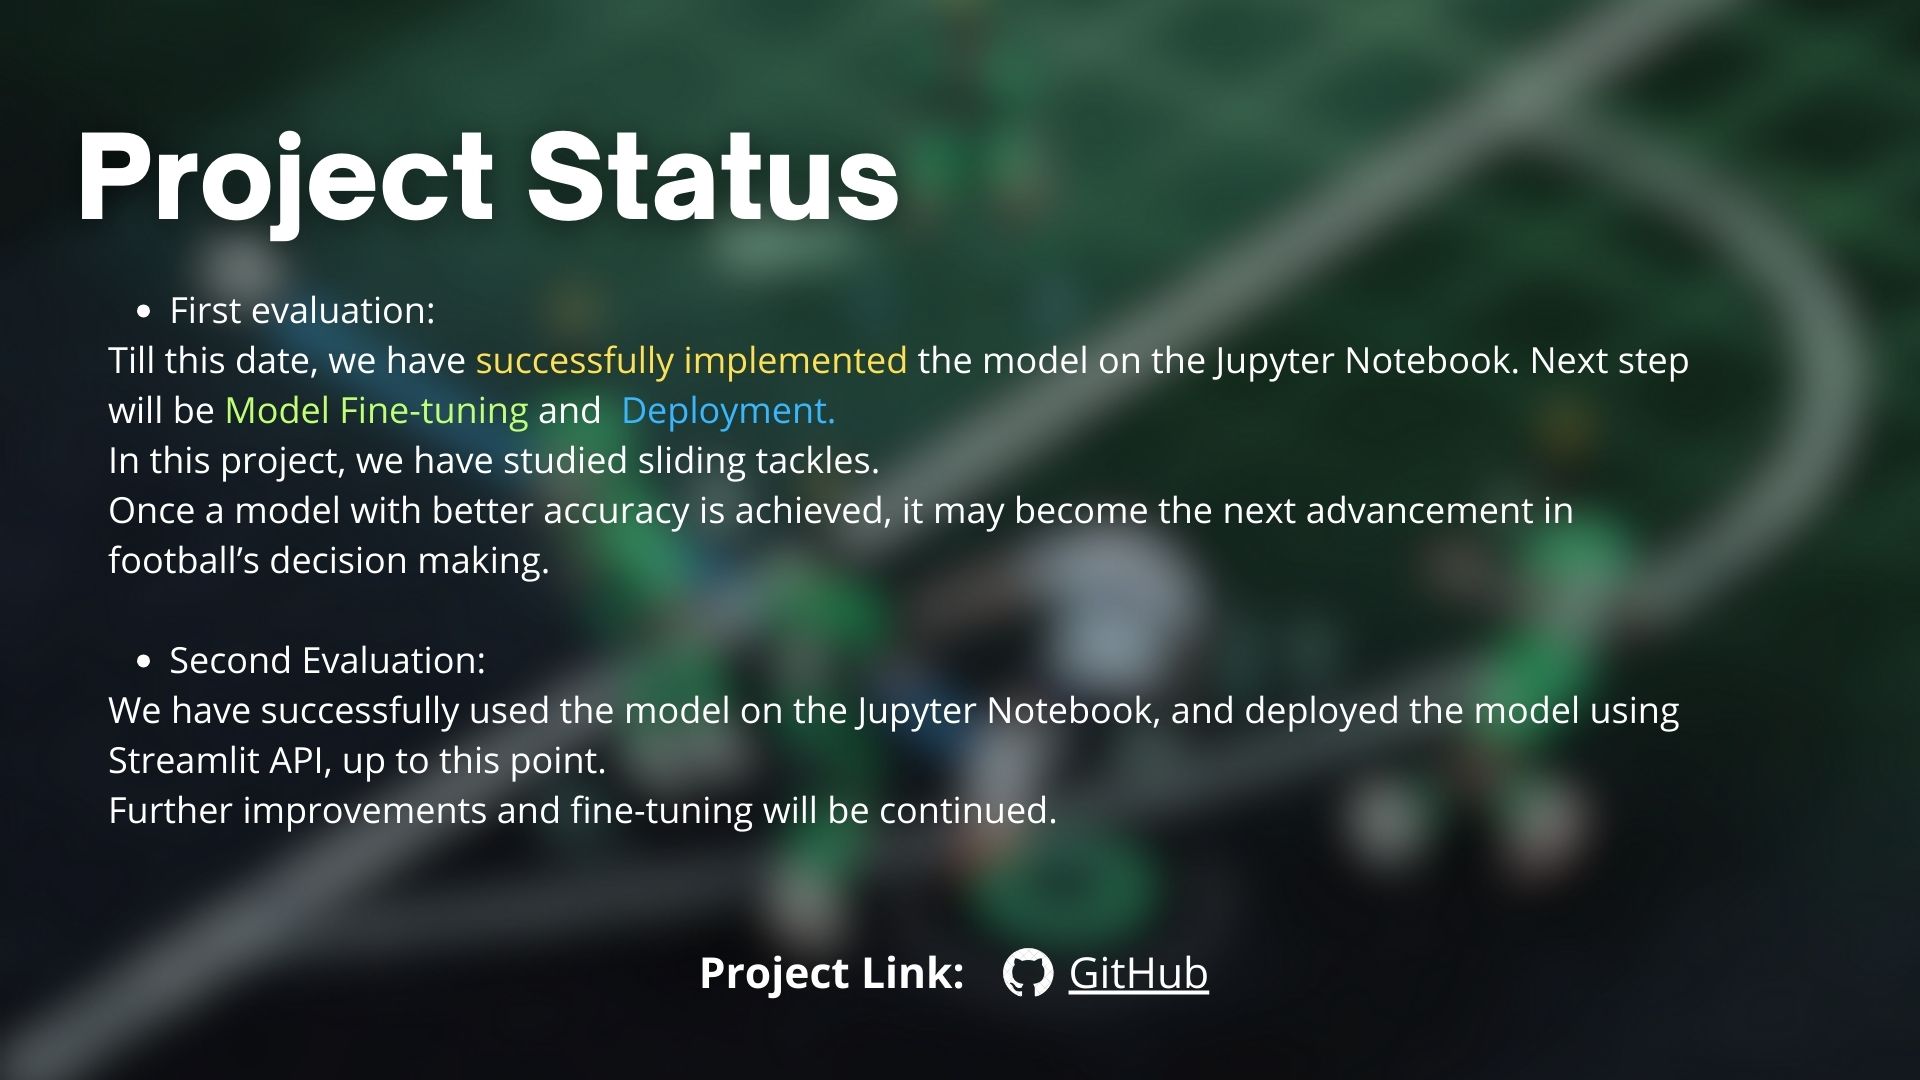 Project Status
• First evaluation:
Till this date, we have successfully implemented the model on the Jupyter Notebook. Next step
will be Model Fine-tuning and  Deployment.
In this project, we have studied sliding tackles.
Once a model with better accuracy is achieved, it may become the next advancement in
football’s decision making.
• Second Evaluation:
We have successfully used the model on the Jupyter Notebook, and deployed the model using
Streamlit API, up to this point.
Further improvements and fine-tuning will be continued.
Project Link: GitHub